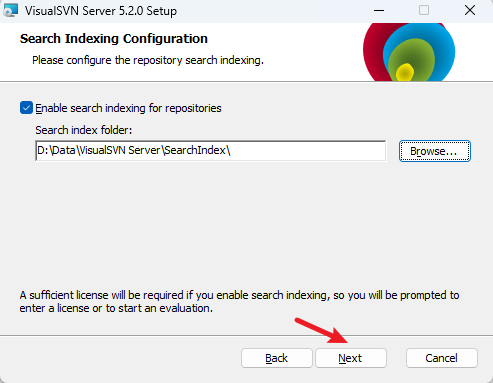 VisualSVN Server 5.2.0 Setup
Search Indexing Configuration
Please configure the repository search indexing.
Enable search indexing for repositories
Search index folder:
D:\Data\VisualSVN Server\SearchIndex\
Browse...
A sufficient license will be required if you enable search indexing, so you will be prompted to
enter a license or to start an evaluation.
Back Next Cancel